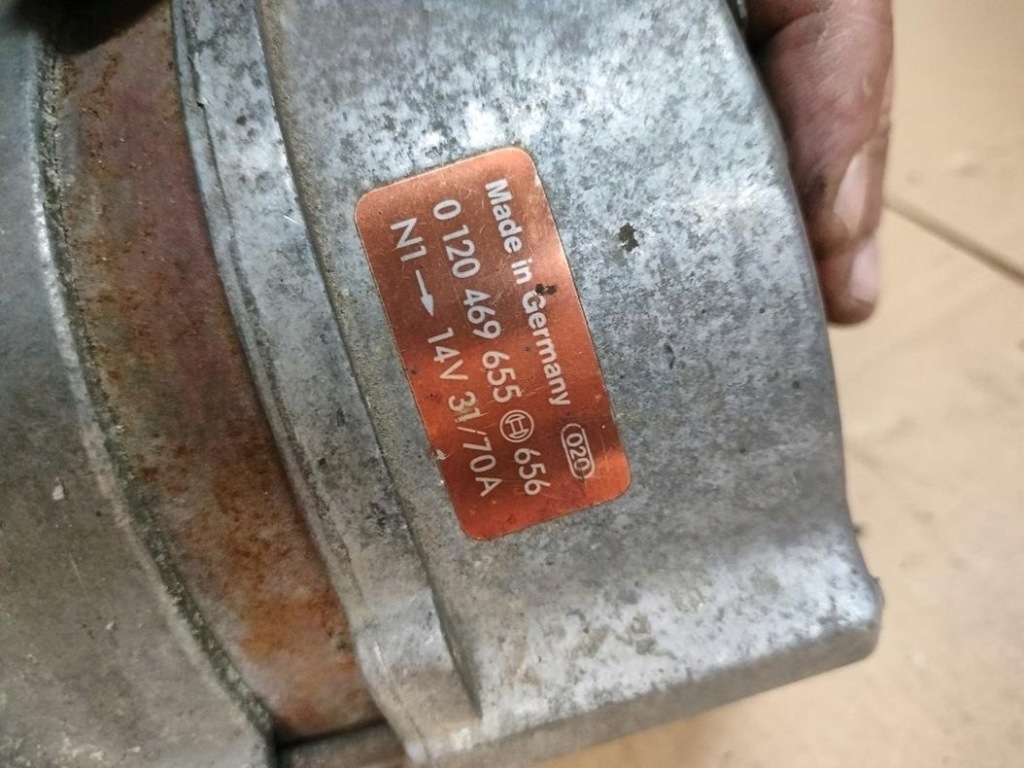 Made in Germany 020
0 120 469 655 656
N1 → 14V 31/70A